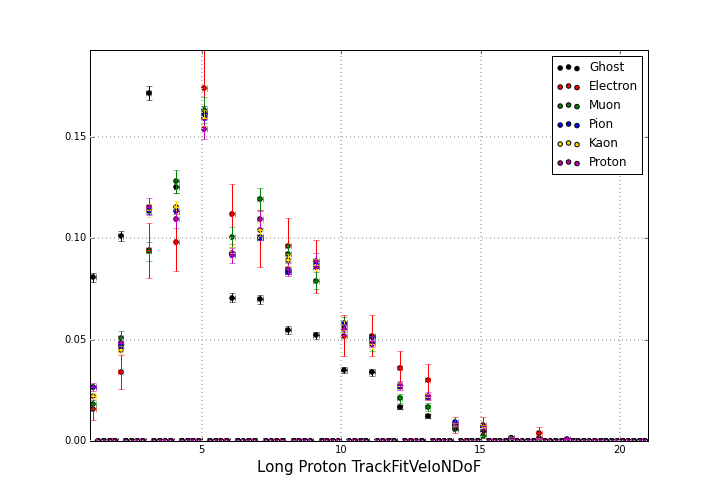 Ghost
Electron
Muon
Pion
Kaon
Proton
0.15
0.10
0.05
0.00
5 10 15 20
Long Proton TrackFitVeloNDoF